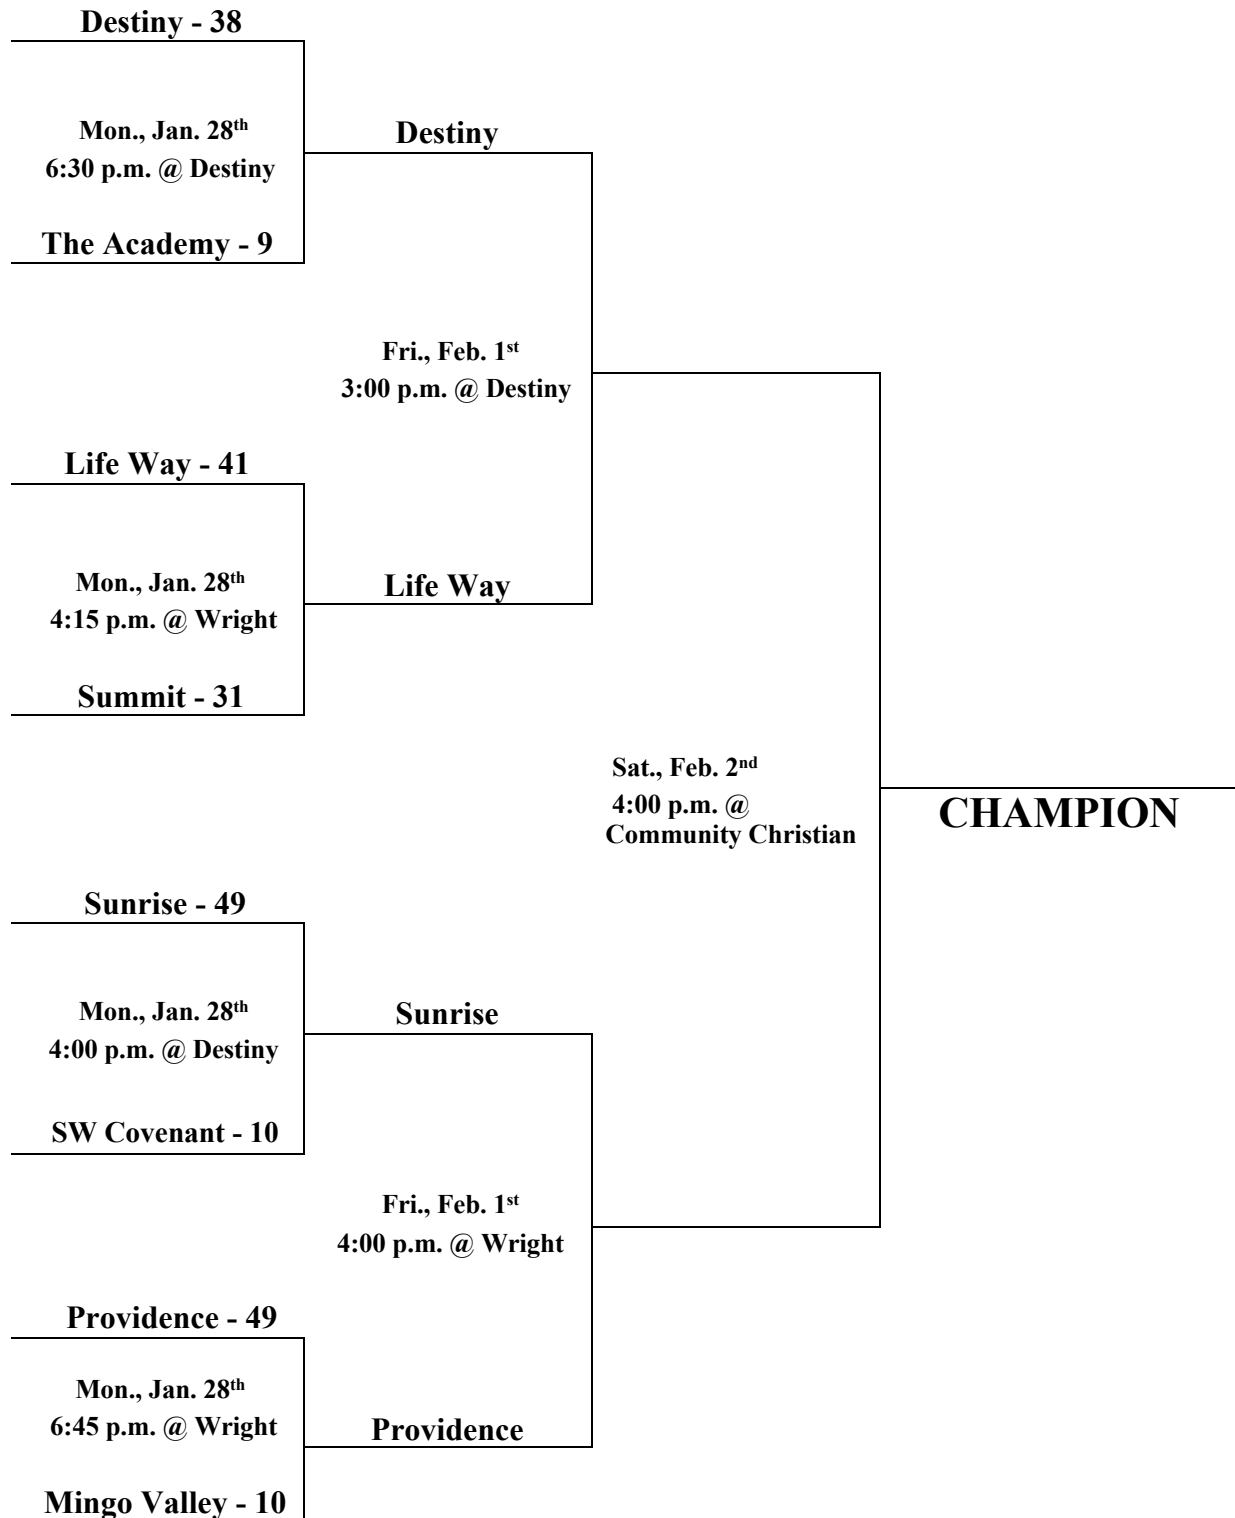 Destiny - 38
Mon., Jan. 28th
6:30 p.m. @ Destiny
The Academy - 9
Destiny
Fri., Feb. 1st
3:00 p.m. @ Destiny
Life Way - 41
Mon., Jan. 28th
4:15 p.m. @ Wright
Summit - 31
Life Way
Sat., Feb. 2nd
4:00 p.m. @
Community Christian
CHAMPION
Sunrise - 49
Mon., Jan. 28th
4:00 p.m. @ Destiny
SW Covenant - 10
Sunrise
Fri., Feb. 1st
4:00 p.m. @ Wright
Providence - 49
Mon., Jan. 28th
6:45 p.m. @ Wright
Mingo Valley - 10
Providence